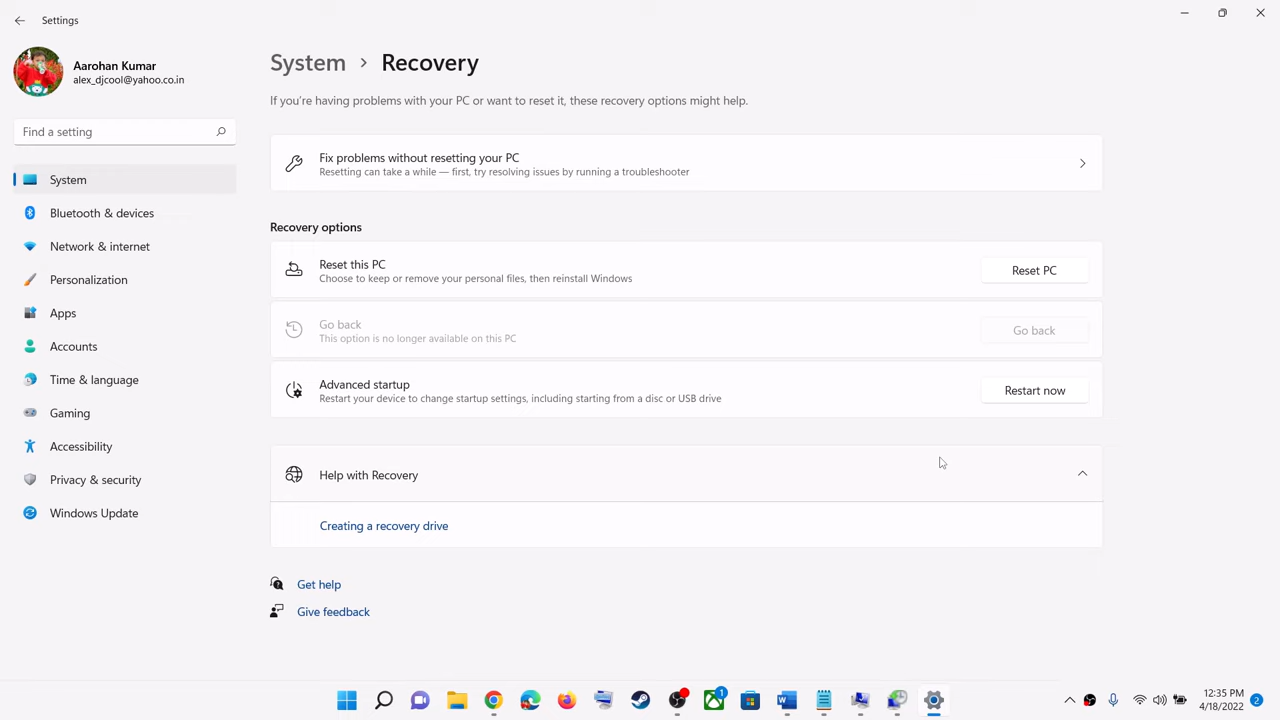 Settings
Aarohan Kumar
alex_djcool@yahoo.co.in
Find a setting
System
Bluetooth & devices
Network & internet
Personalization
Apps
Accounts
Time & language
Gaming
Accessibility
Privacy & security
Windows Update
System > Recovery
If you're having problems with your PC or want to reset it, these recovery options might help.
Fix problems without resetting your PC
Resetting can take a while — first, try resolving issues by running a troubleshooter
Recovery options
Reset this PC
Choose to keep or remove your personal files, then reinstall Windows
Reset PC
Go back
This option is no longer available on this PC
Go back
Advanced startup
Restart your device to change startup settings, including starting from a disc or USB drive
Restart now
Help with Recovery
Creating a recovery drive
Get help
Give feedback
1
12:35 PM
4/18/2022
2